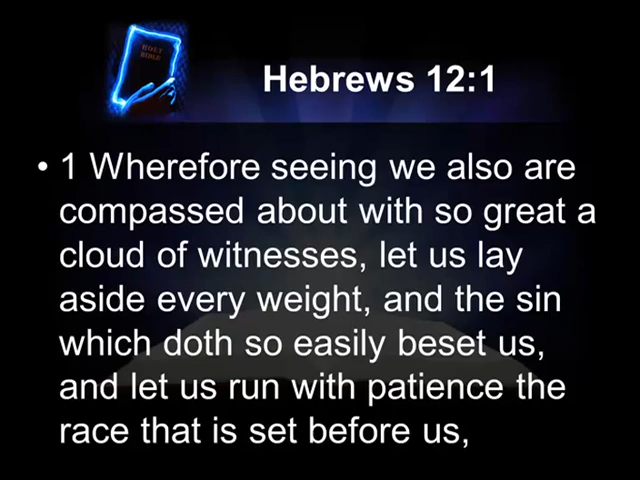 HOLY
BIBLE
Hebrews 12:1
• 1 Wherefore seeing we also are
compassed about with so great a
cloud of witnesses, let us lay
aside every weight, and the sin
which doth so easily beset us,
and let us run with patience the
race that is set before us,